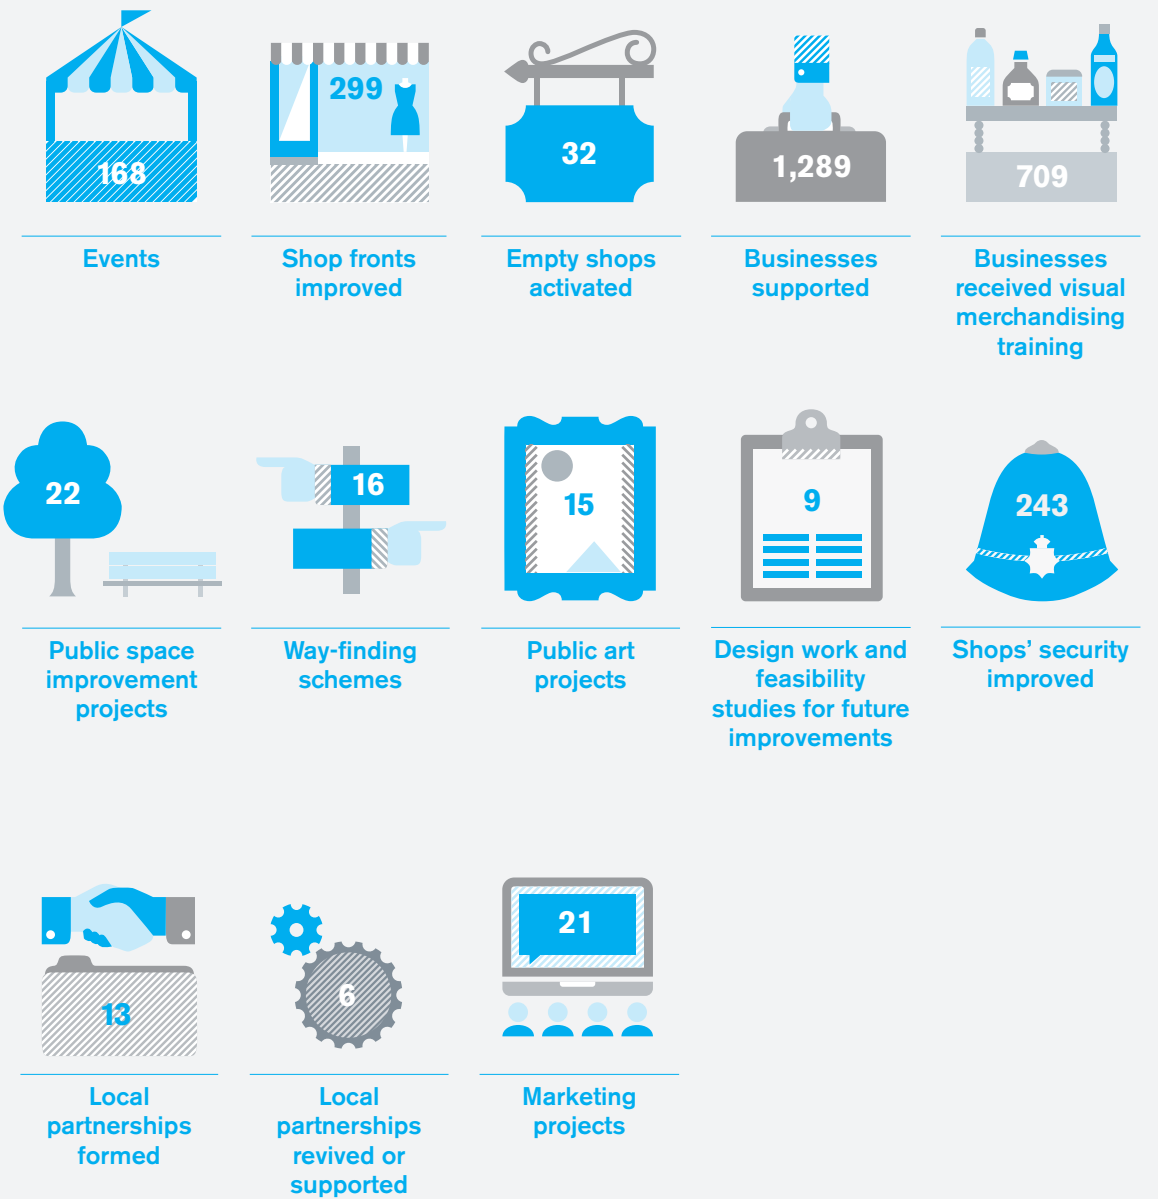 168
Events
299
Shop fronts
improved
32
Empty shops
activated
1,289
Businesses
supported
709
Businesses
received visual
merchandising
training
22
Public space
improvement
projects
16
Way-finding
schemes
15
Public art
projects
9
Design work and
feasibility
studies for future
improvements
243
Shops’ security
improved
13
Local
partnerships
formed
6
Local
partnerships
revived or
supported
21
Marketing
projects